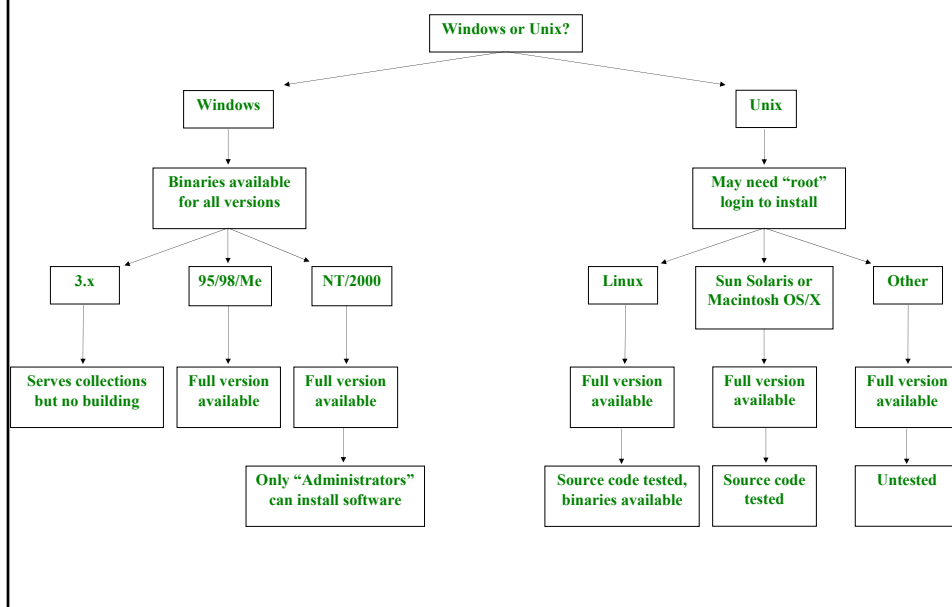 Windows or Unix?
Windows
Unix
Binaries available
for all versions
May need “root”
login to install
3.x
95/98/Me
NT/2000
Linux
Sun Solaris or
Macintosh OS/X
Other
Serves collections
but no building
Full version
available
Full version
available
Full version
available
Full version
available
Full version
available
Only “Administrators”
can install software
Source code tested,
binaries available
Source code
tested
Untested